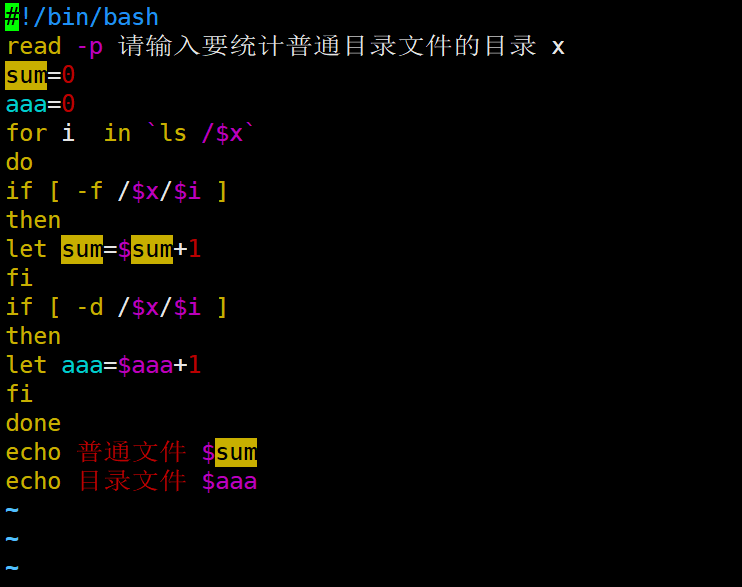 #!/bin/bash
read -p 请输入要统计普通目录文件的目录 x
sum=0
aaa=0
for i  in `ls /$x`
do
if [ -f /$x/$i ]
then
let sum=$sum+1
fi
if [ -d /$x/$i ]
then
let aaa=$aaa+1
fi
done
echo 普通文件 $sum
echo 目录文件 $aaa
~
~
~